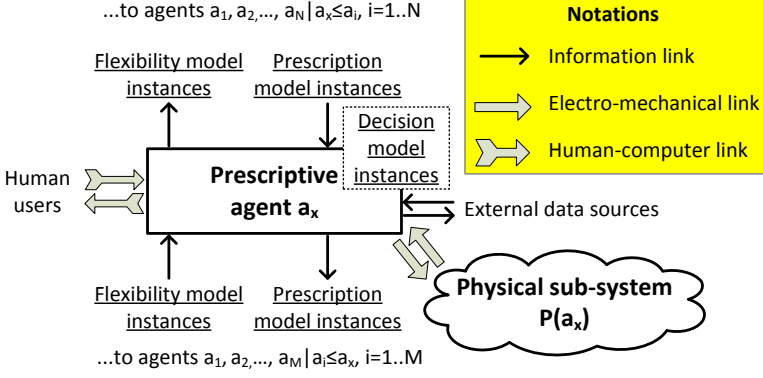 ...to agents a₁, a₂,…, a_N|aₓ≤aᵢ, i=1..N
Flexibility model
instances
Prescription
model instances
Decision
model
instances
Human
users
Prescriptive
agent aₓ
External data sources
Physical sub-system
P(aₓ)
Flexibility model
instances
Prescription
model instances
...to agents a₁, a₂,…, a_M|aᵢ≤aₓ, i=1..M
Notations
Information link
Electro-mechanical link
Human-computer link